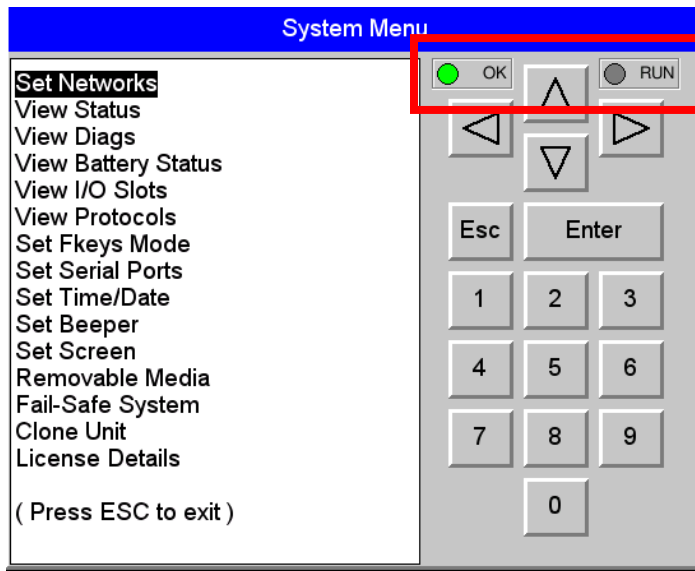 System Menu
OK
RUN
Set Networks
View Status
View Diags
View Battery Status
View I/O Slots
View Protocols
Set Fkeys Mode
Set Serial Ports
Set Time/Date
Set Beeper
Set Screen
Removable Media
Fail-Safe System
Clone Unit
License Details
( Press ESC to exit )
Esc
Enter
1 2 3
4 5 6
7 8 9
0